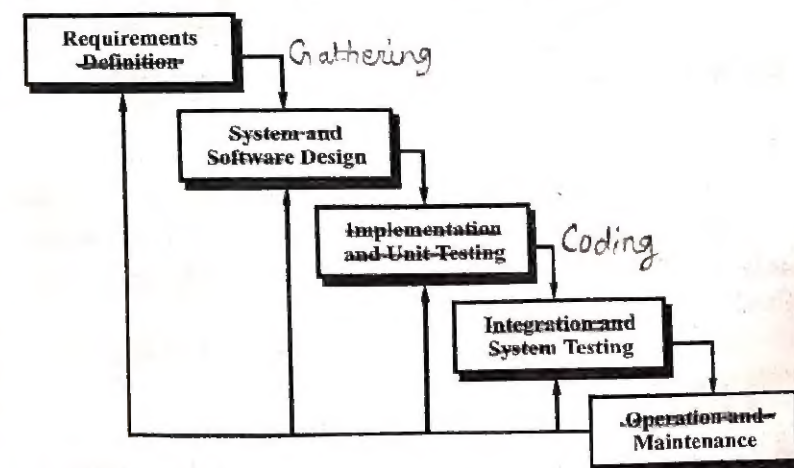 Requirements
Definition
Gathering
System and
Software Design
Implementation
and Unit Testing
Coding
Integration and
System Testing
Operation and
Maintenance